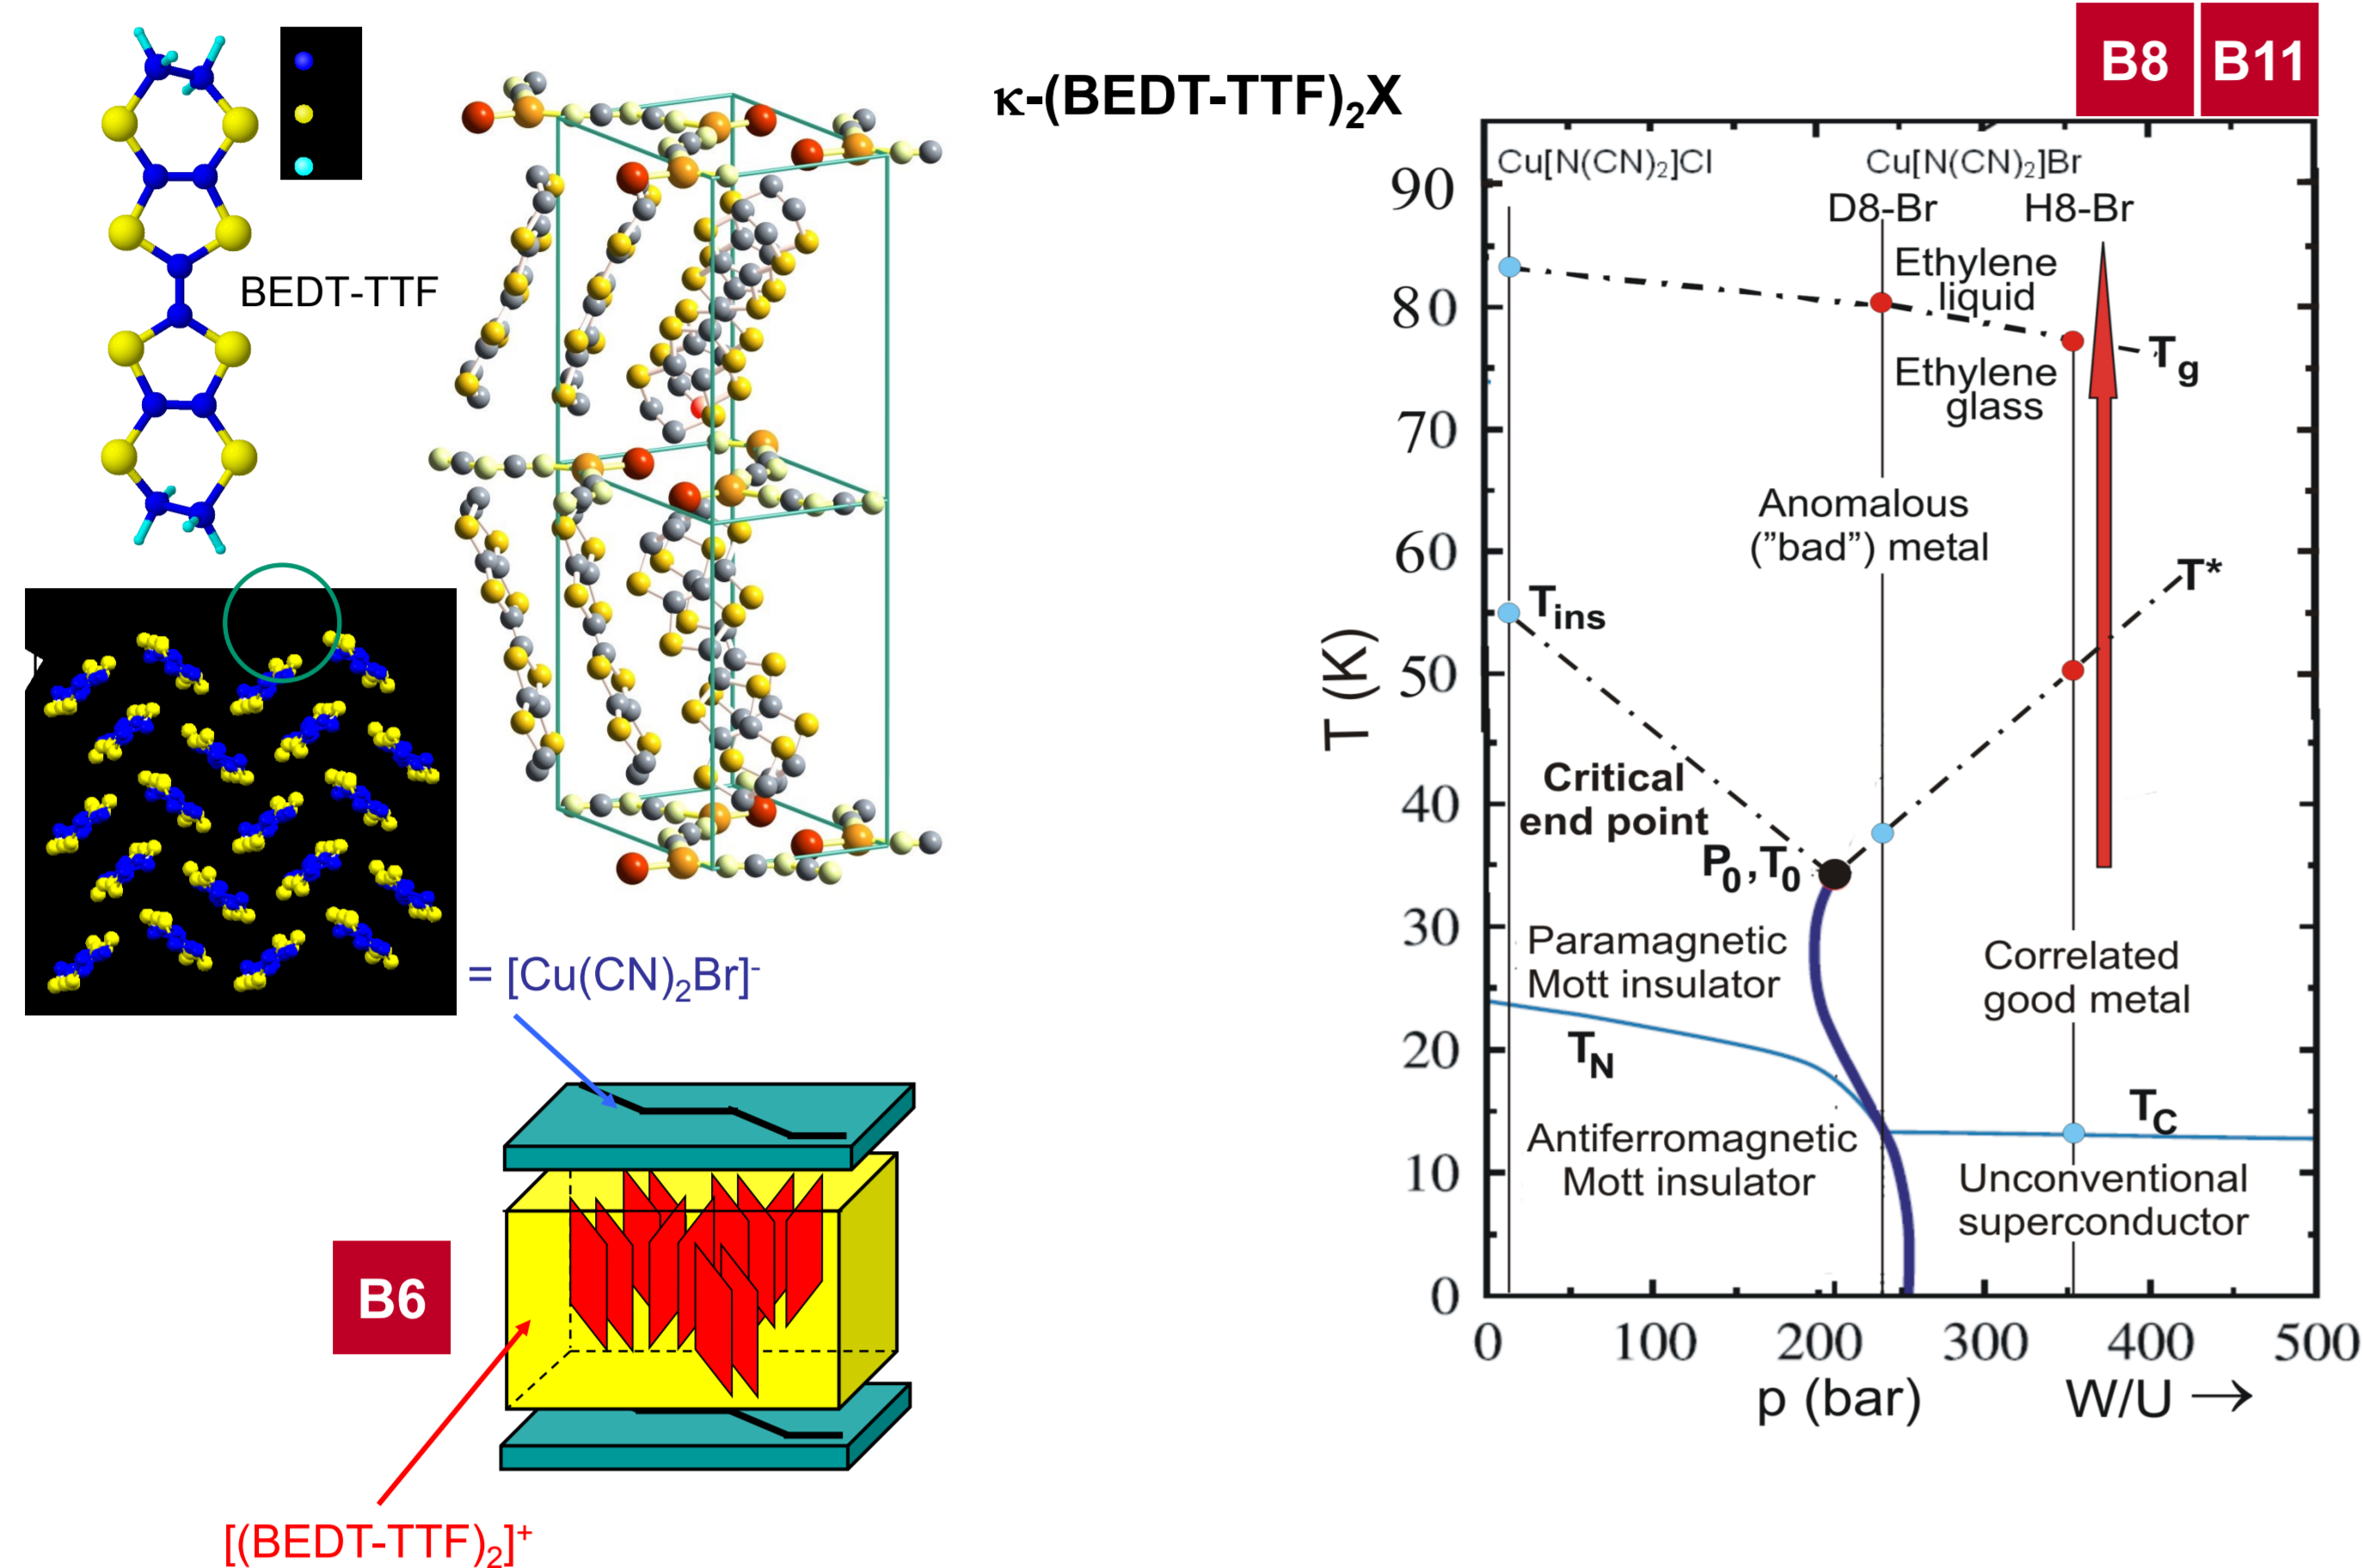 B8 B11
κ-(BEDT-TTF)₂X
BEDT-TTF
= [Cu(CN)₂Br]⁻
B6
[(BEDT-TTF)₂]⁺
Cu[N(CN)₂]Cl
Cu[N(CN)₂]Br
D8-Br
H8-Br
Ethylene
liquid
Tg
Ethylene
glass
Anomalous
("bad") metal
T*
Tins
Critical
end point
P₀,T₀
Paramagnetic
Mott insulator
Correlated
good metal
TN
TC
Antiferromagnetic
Mott insulator
Unconventional
superconductor
T (K)
90
80
70
60
50
40
30
20
10
0
0 100 200 300 400 500
p (bar)
W/U →